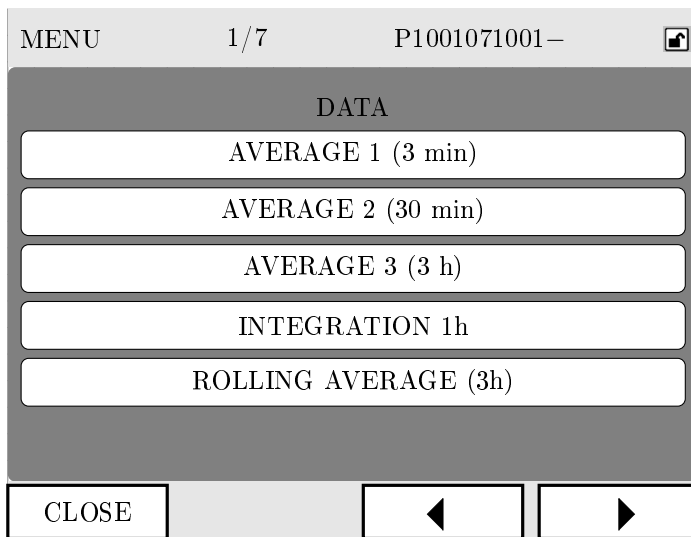 MENU 1/7 P1001071001−
DATA
AVERAGE 1 (3 min)
AVERAGE 2 (30 min)
AVERAGE 3 (3 h)
INTEGRATION 1h
ROLLING AVERAGE (3h)
CLOSE